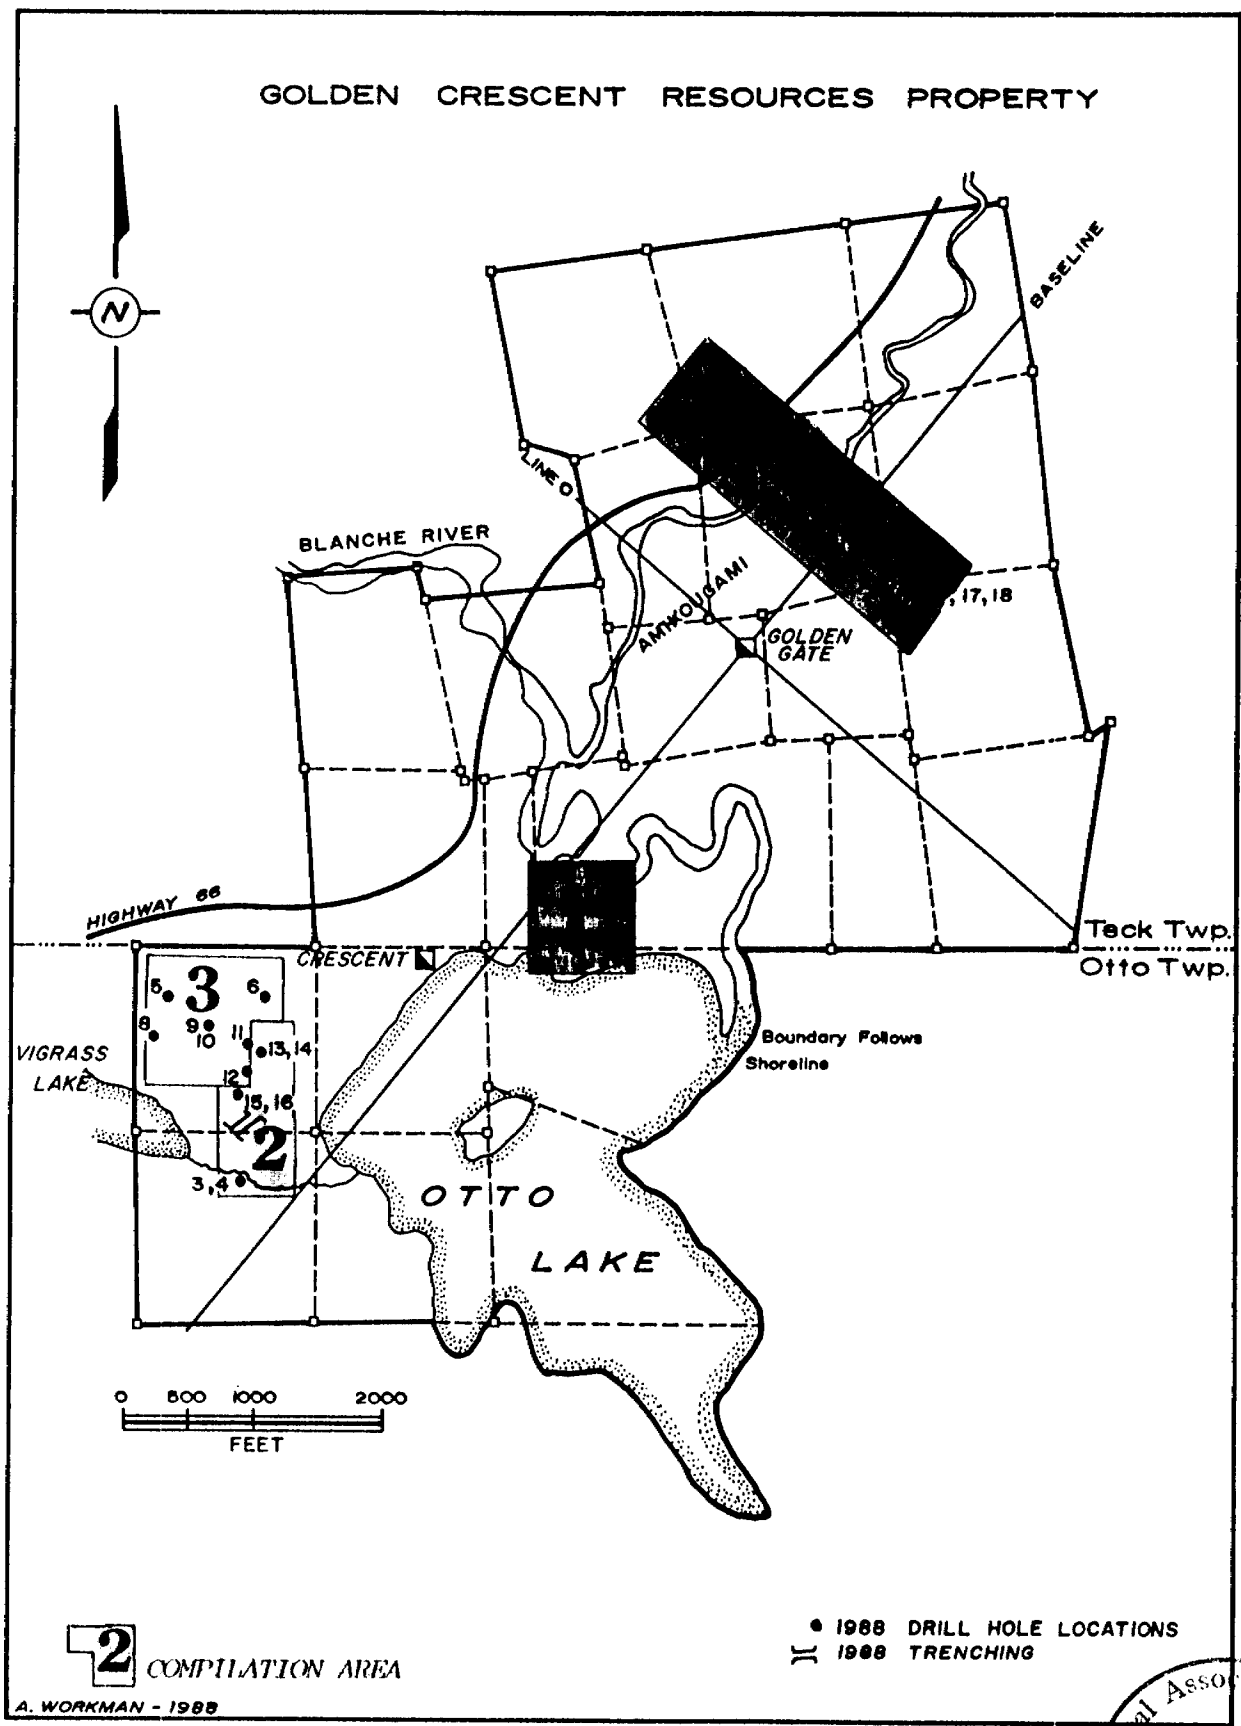 GOLDEN CRESCENT RESOURCES PROPERTY
N
BASELINE
LINE O
BLANCHE RIVER
AMIKOUGAMI
, 17, 18
GOLDEN
GATE
HIGHWAY 66
Teck Twp.
Otto Twp.
CRESCENT
3
5
6
8
9
10
11
13, 14
12
15, 16
2
3, 4
VIGRASS
LAKE
Boundary Follows
Shoreline
OTTO
LAKE
0 500 1000 2000
FEET
1988 DRILL HOLE LOCATIONS
1988 TRENCHING
2 COMPILATION AREA
A. WORKMAN - 1988
al Assoc